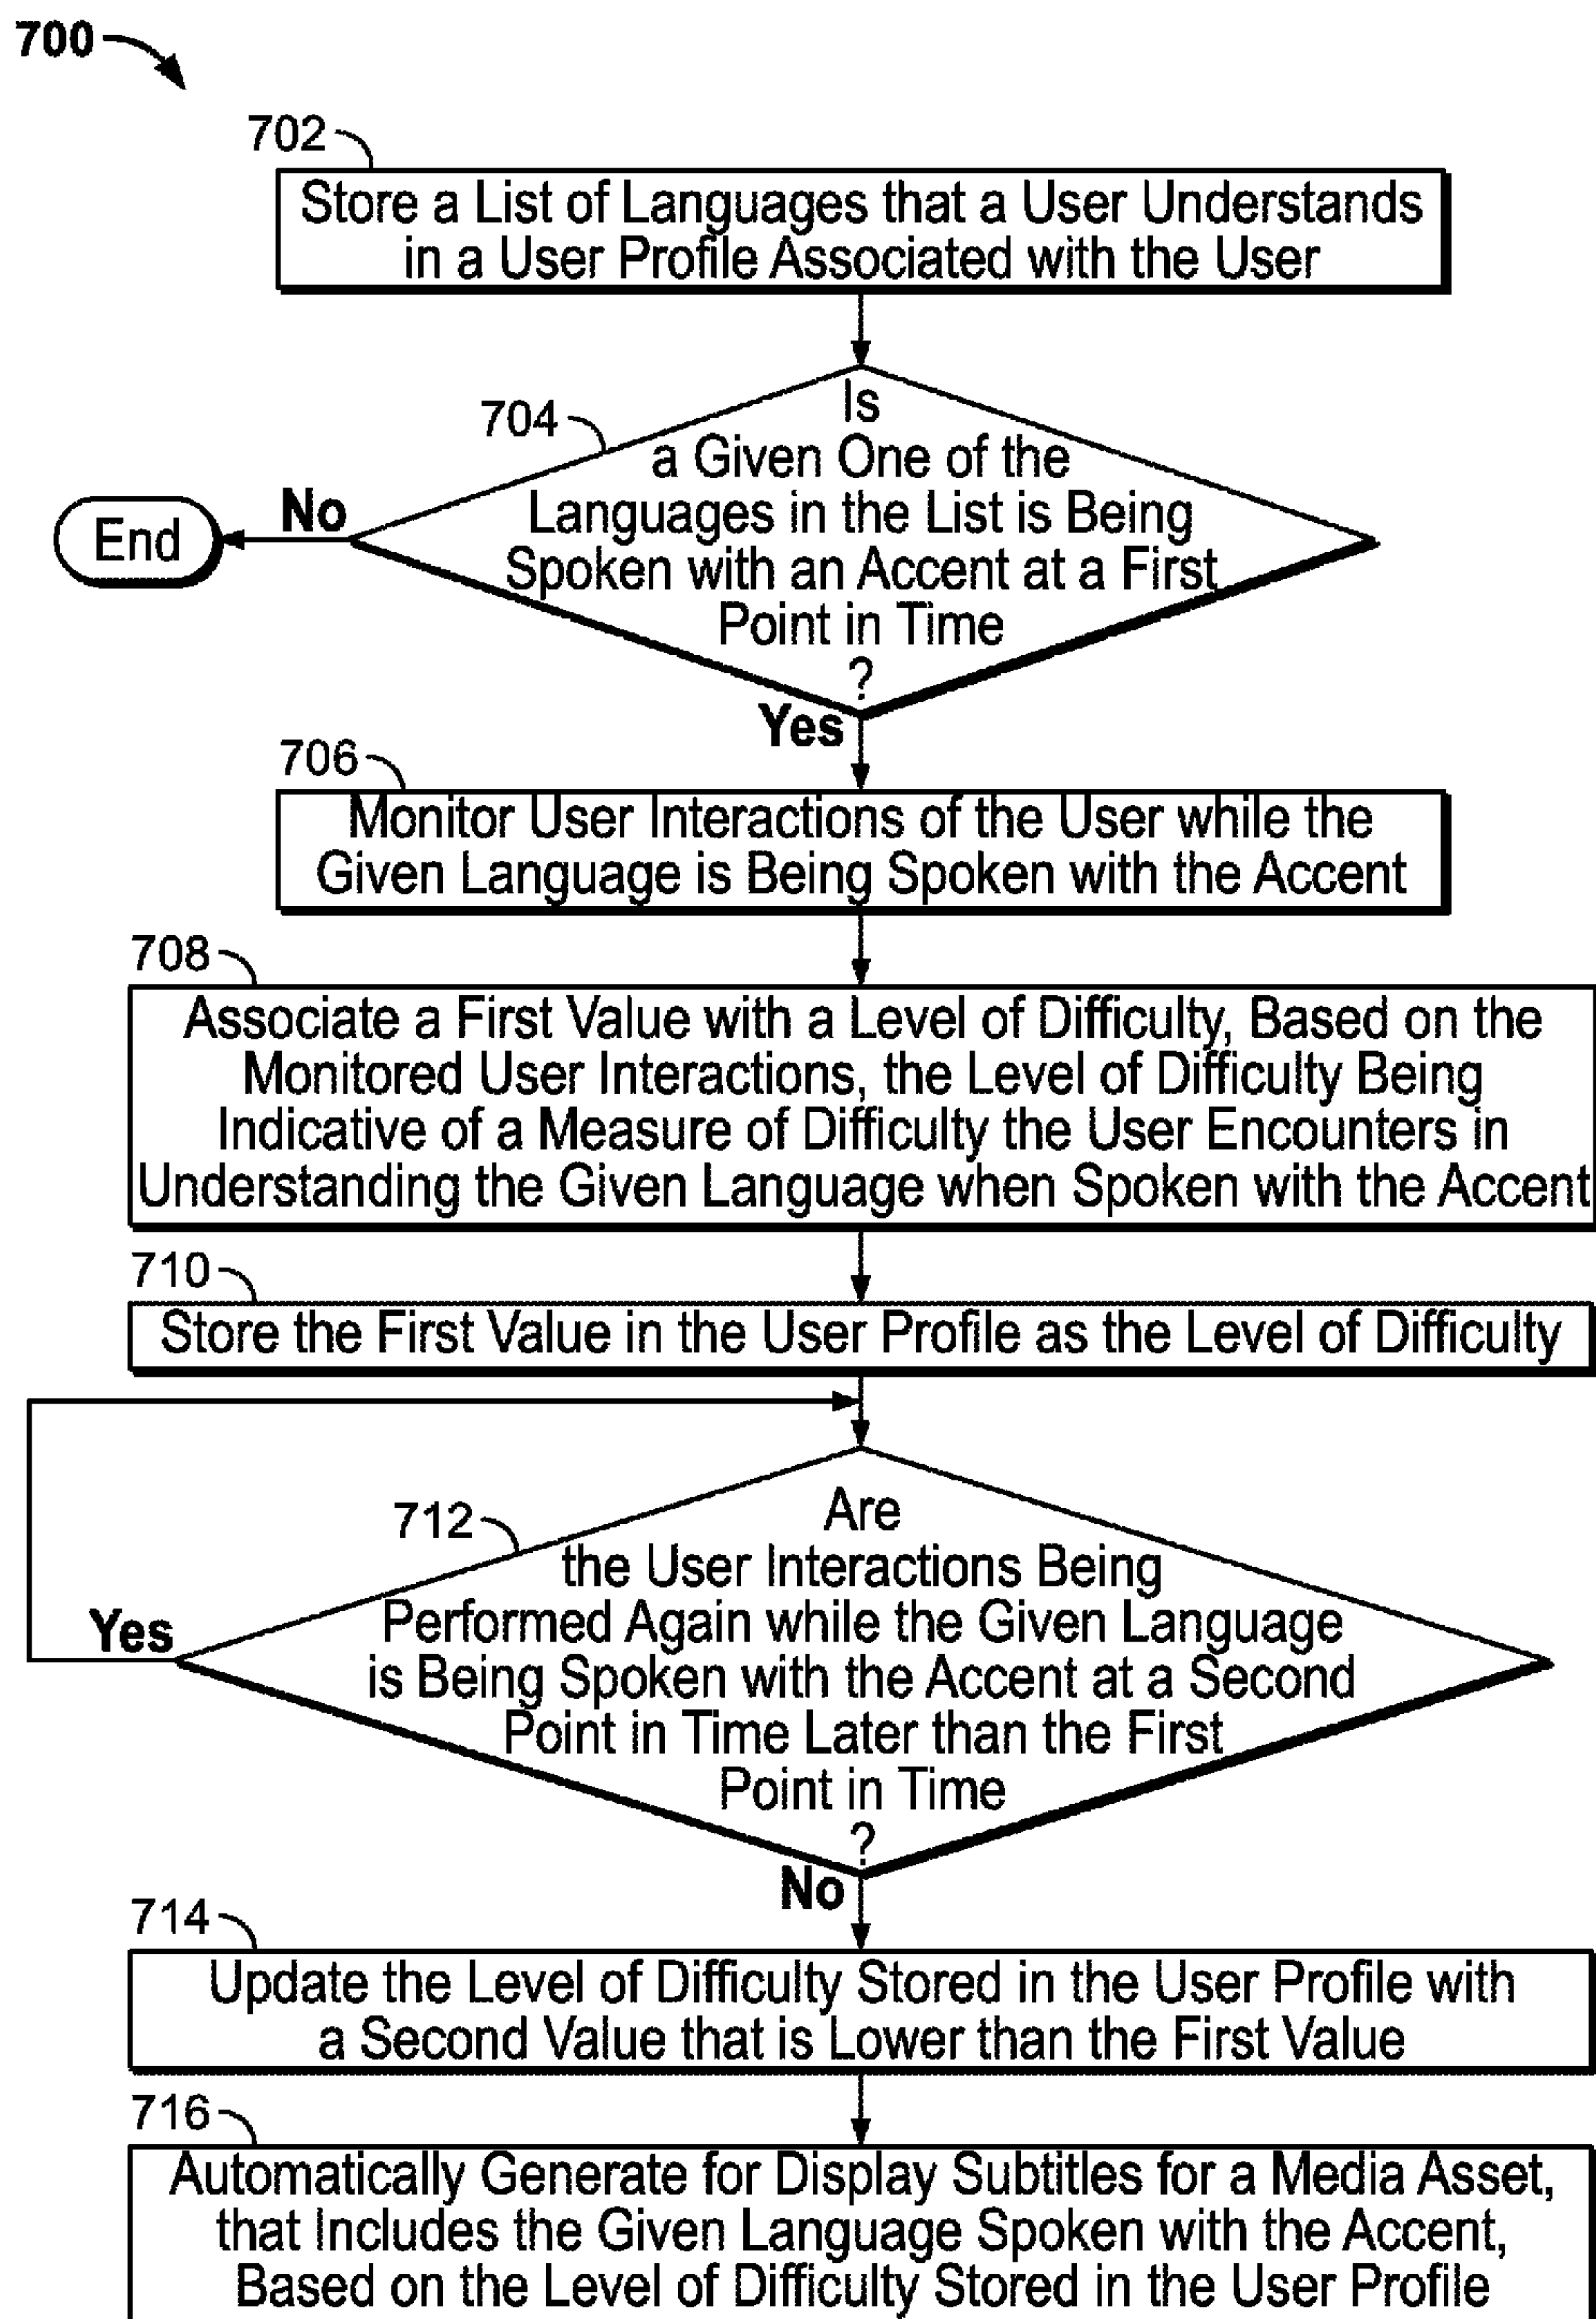 700
702
Store a List of Languages that a User Understands
in a User Profile Associated with the User
704
Is
a Given One of the
Languages in the List is Being
Spoken with an Accent at a First
Point in Time
?
No
End
Yes
706
Monitor User Interactions of the User while the
Given Language is Being Spoken with the Accent
708
Associate a First Value with a Level of Difficulty, Based on the
Monitored User Interactions, the Level of Difficulty Being
Indicative of a Measure of Difficulty the User Encounters in
Understanding the Given Language when Spoken with the Accent
710
Store the First Value in the User Profile as the Level of Difficulty
712
Are
the User Interactions Being
Performed Again while the Given Language
is Being Spoken with the Accent at a Second
Point in Time Later than the First
Point in Time
?
Yes
No
714
Update the Level of Difficulty Stored in the User Profile with
a Second Value that is Lower than the First Value
716
Automatically Generate for Display Subtitles for a Media Asset,
that Includes the Given Language Spoken with the Accent,
Based on the Level of Difficulty Stored in the User Profile